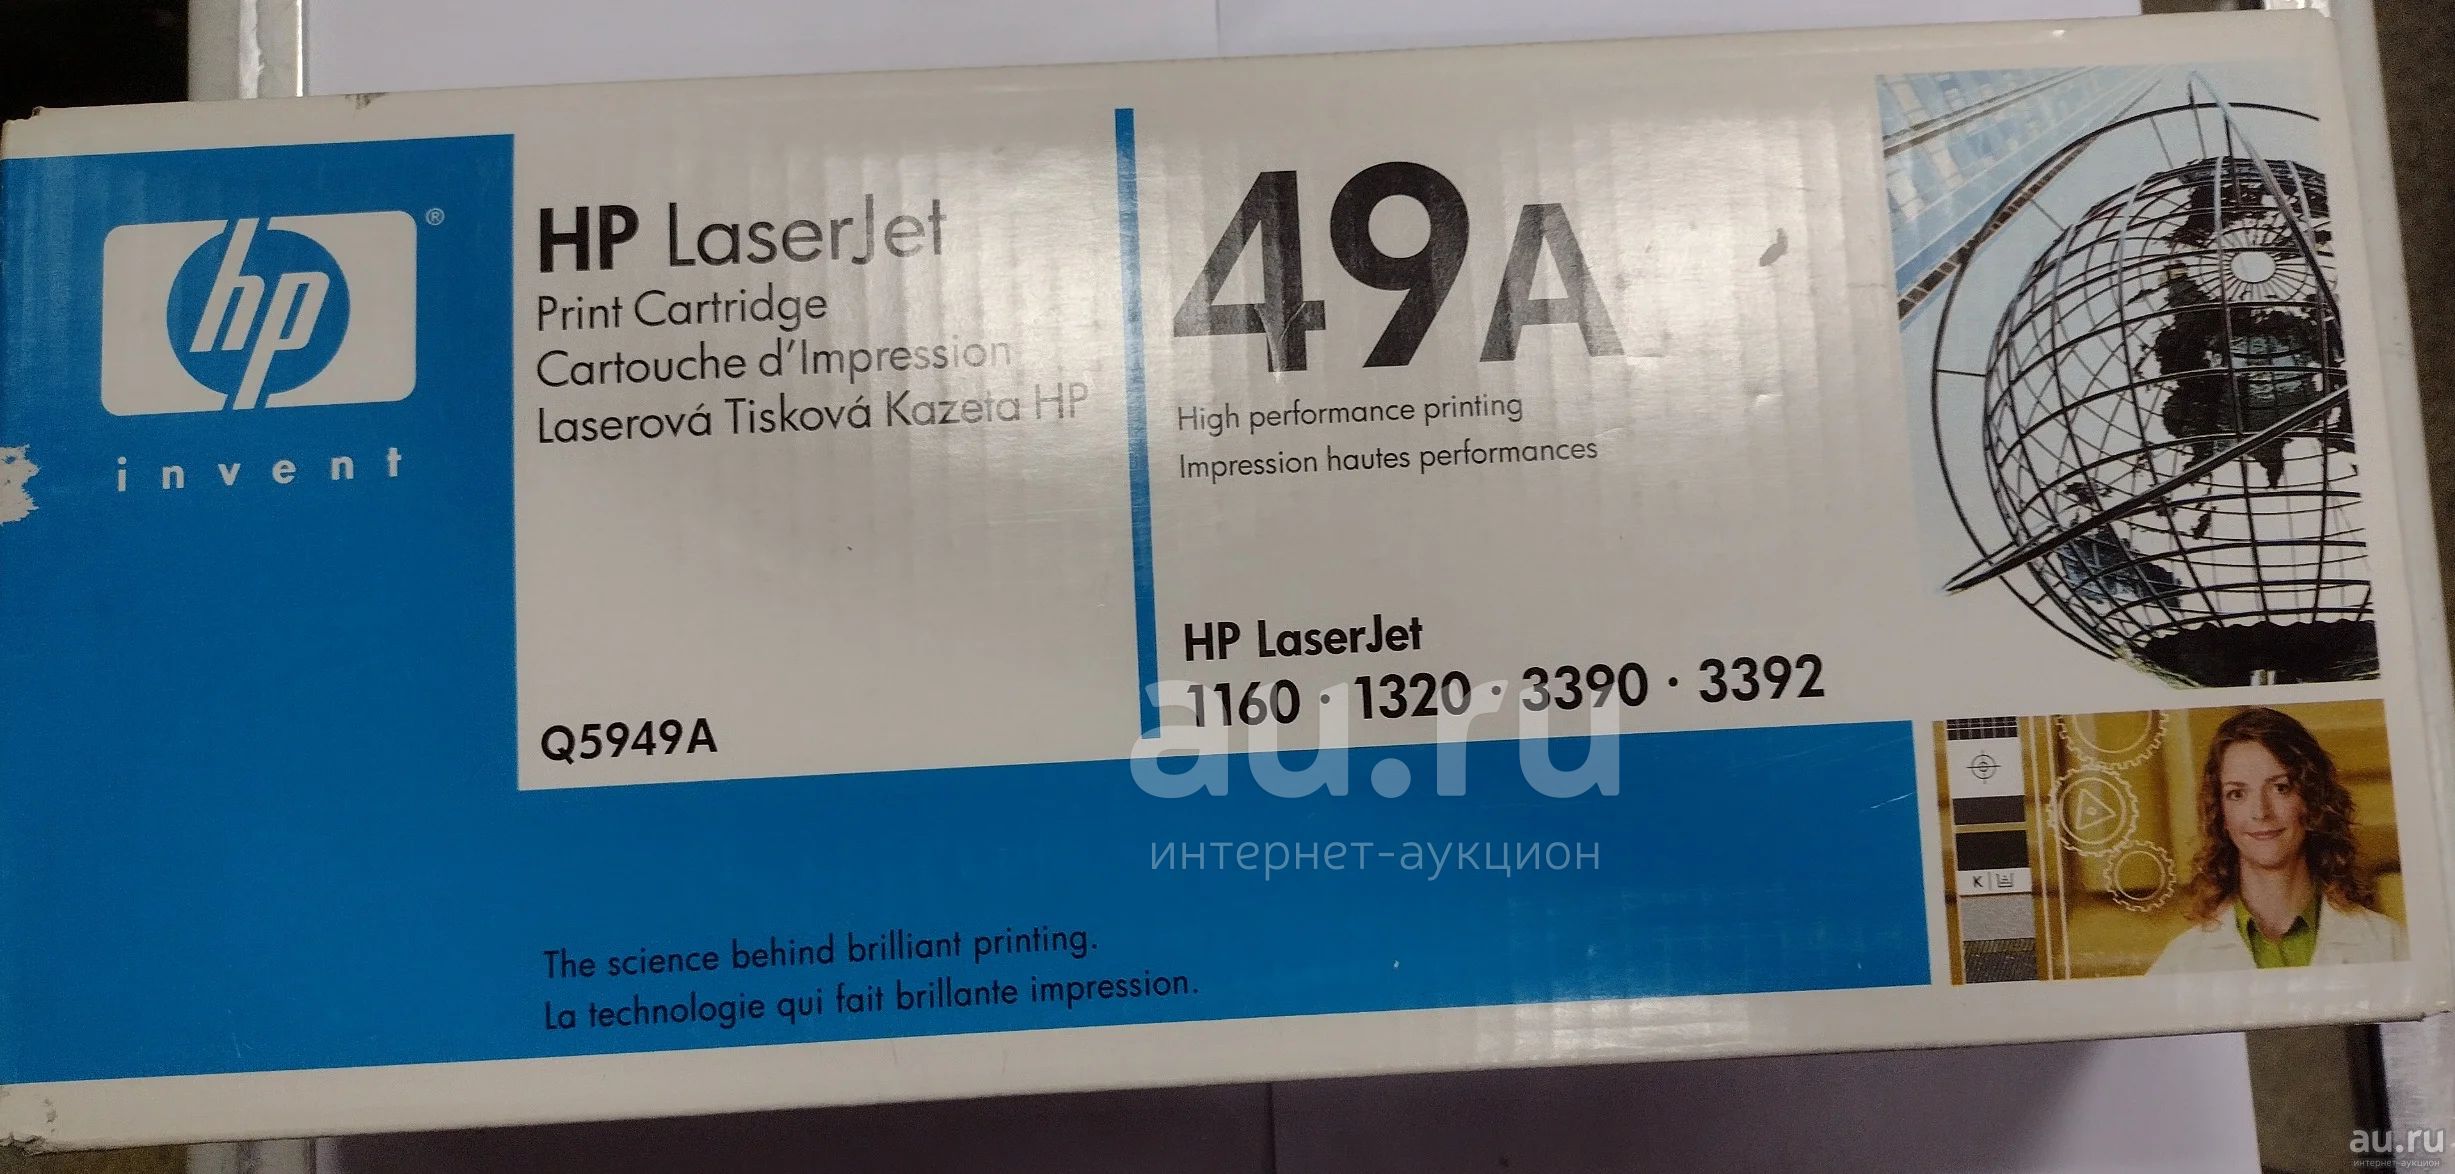 hp®
invent
HP LaserJet
Print Cartridge
Cartouche d'Impression
Laserová Tisková Kazeta HP
Q5949A
49A
High performance printing
Impression hautes performances
HP LaserJet
1160 · 1320 · 3390 · 3392
au.ru
интернет-аукцион
The science behind brilliant printing.
La technologie qui fait brillante impression.
K
au.ru
интернет-аукцион